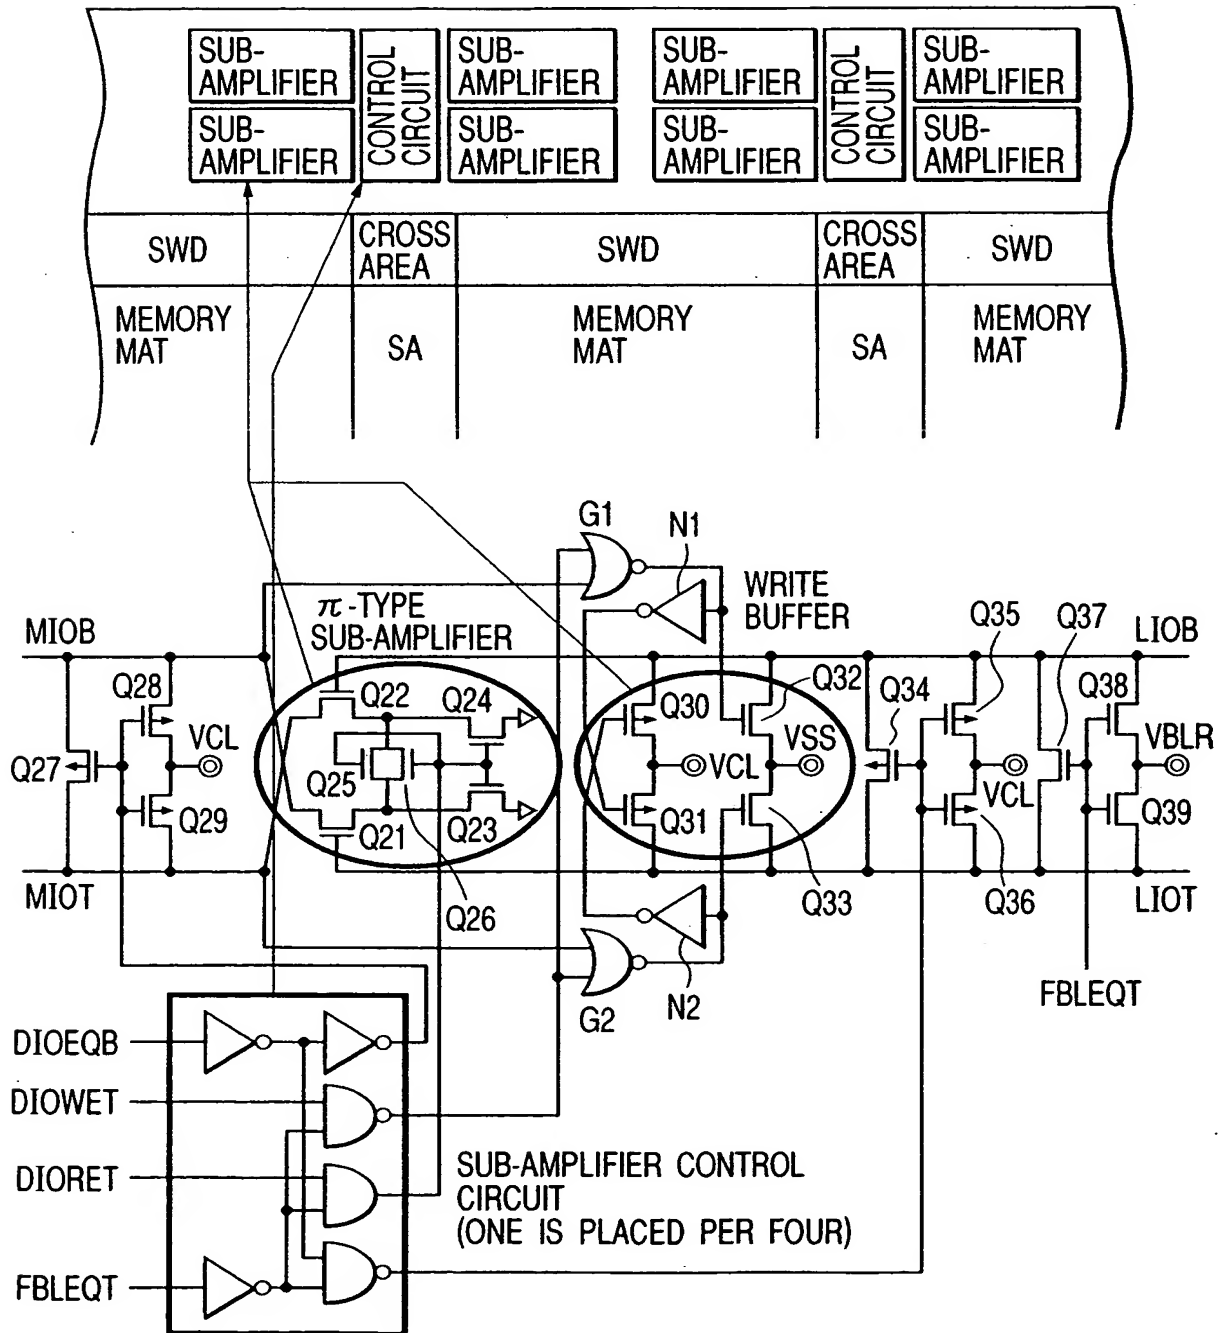 SUB-
AMPLIFIER
SUB-
AMPLIFIER
CONTROL
CIRCUIT
SUB-
AMPLIFIER
SUB-
AMPLIFIER
SUB-
AMPLIFIER
SUB-
AMPLIFIER
CONTROL
CIRCUIT
SUB-
AMPLIFIER
SUB-
AMPLIFIER
SWD
CROSS
AREA
SWD
CROSS
AREA
SWD
MEMORY
MAT
SA
MEMORY
MAT
SA
MEMORY
MAT
G1
N1
WRITE
BUFFER
π-TYPE
SUB-AMPLIFIER
MIOB
Q35
Q37
LIOB
Q28
Q22
Q24
Q30
Q32
Q34
Q38
VCL
VSS
VBLR
Q27
Q25
VCL
VCL
Q29
Q21
Q23
Q31
Q39
MIOT
Q26
Q33
Q36
LIOT
G2
N2
FBLEQT
DIOEQB
DIOWET
DIORET
FBLEQT
SUB-AMPLIFIER CONTROL
CIRCUIT
(ONE IS PLACED PER FOUR)